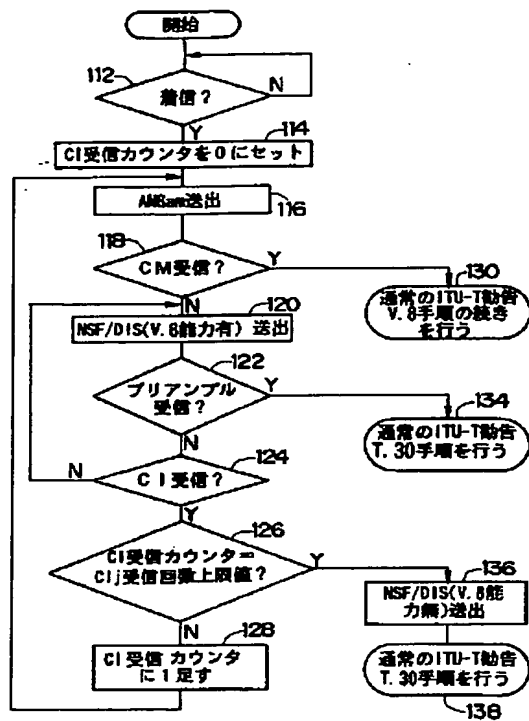 開始
112
着信？
N
Y
114
CI受信カウンタを0にセット
ANSam送出
116
118
CM受信？
Y
N
130
通常のITU-T勧告
V.8手順の続き
を行う
120
NSF/DIS(V.8能力有) 送出
122
プリアンブル
受信？
Y
N
134
通常のITU-T勧告
T.30手順を行う
124
CI受信？
N
Y
126
CI受信カウンタ＝
CIj受信回数上限値？
Y
N
136
NSF/DIS(V.8能
力無)送出
128
CI受信 カウンタ
に1足す
通常のITU-T勧告
T.30手順を行う
138